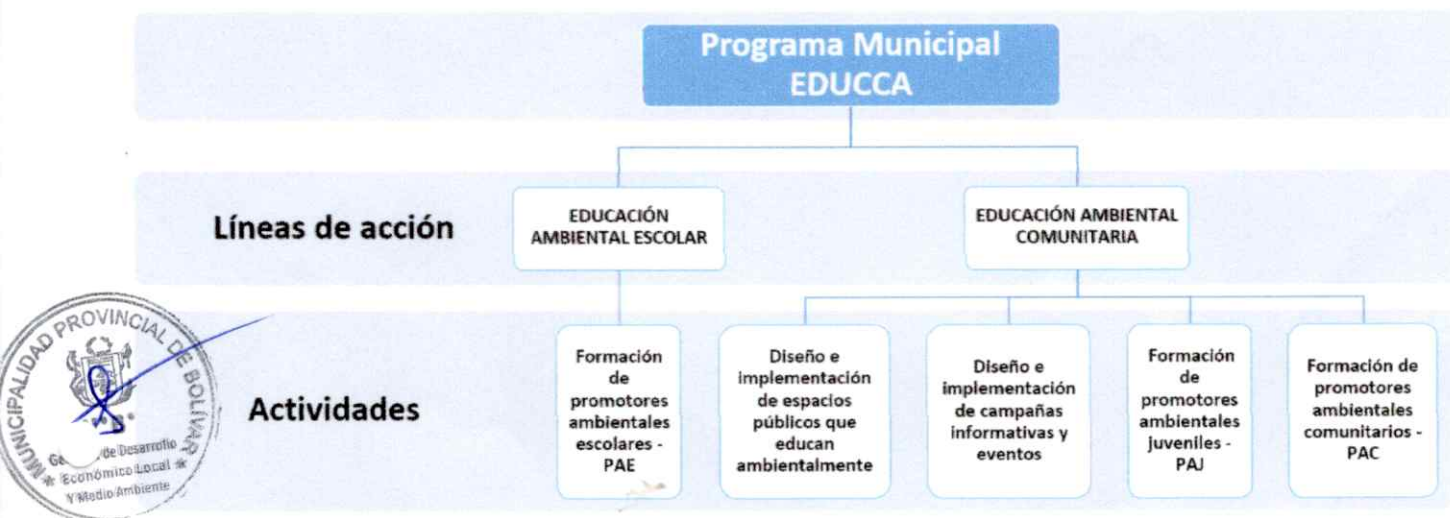 Programa Municipal
EDUCCA
Líneas de acción
EDUCACIÓN
AMBIENTAL ESCOLAR
EDUCACIÓN AMBIENTAL
COMUNITARIA
Actividades
Formación
de
promotores
ambientales
escolares -
PAE
Diseño e
implementación
de espacios
públicos que
educan
ambientalmente
Diseño e
implementación
de campañas
informativas y
eventos
Formación
de
promotores
ambientales
juveniles -
PAJ
Formación de
promotores
ambientales
comunitarios -
PAC
MUNICIPALIDAD PROVINCIAL DE BOLÍVAR
de Desarrollo
Económico Local
Y Medio Ambiente